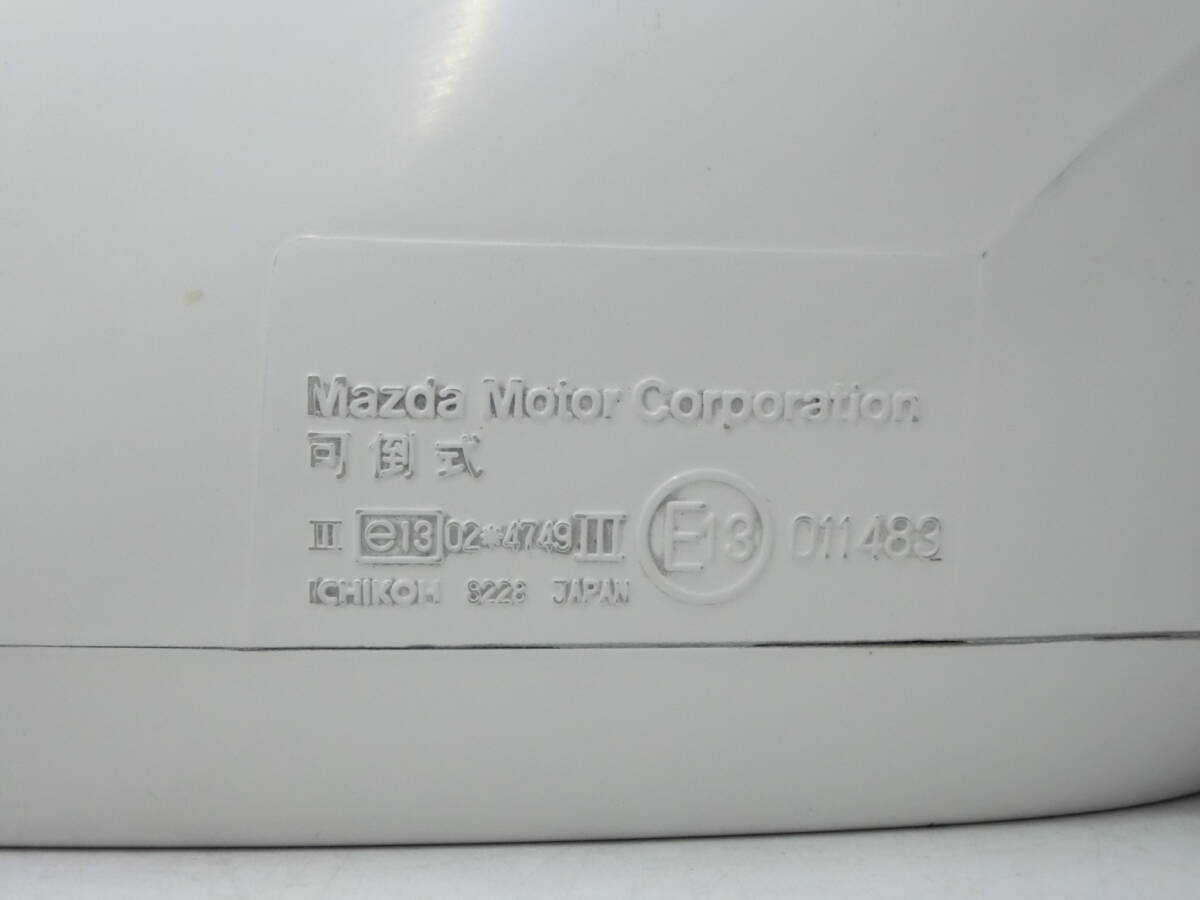 Mazda Motor Corporation
可倒式
II e13 02*4749 III E13 011483
ICHIKOH 8228 JAPAN